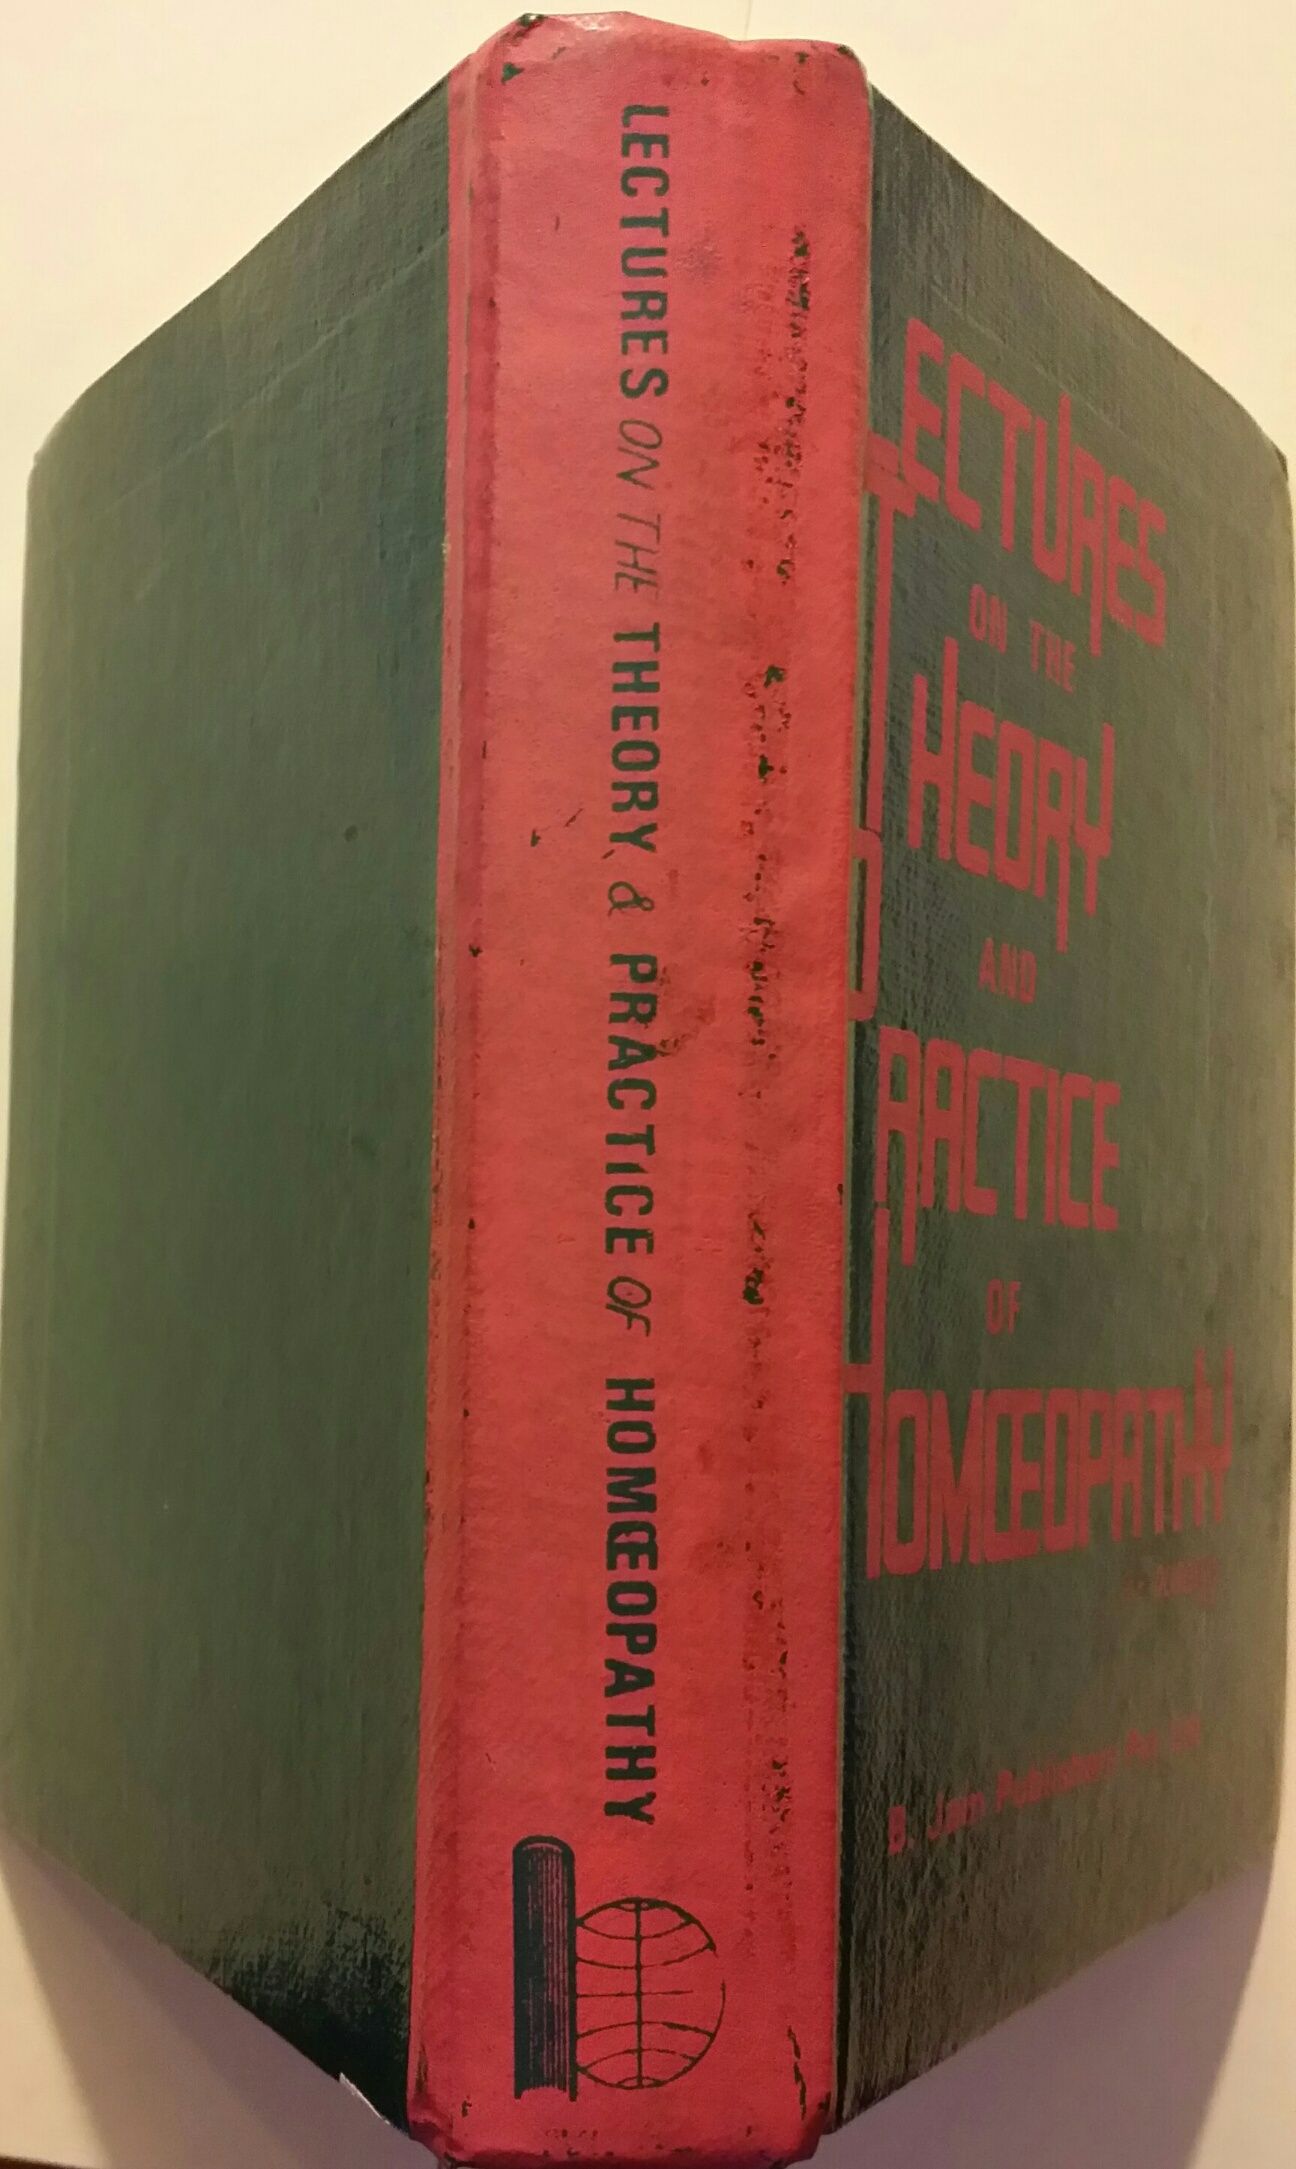 LECTURES ON THE THEORY & PRACTICE OF HOMŒOPATHY
LECTURES
ON THE
THEORY
AND
PRACTICE
OF
HOMŒOPATHY
B. Jain Publishers Pvt. Ltd.